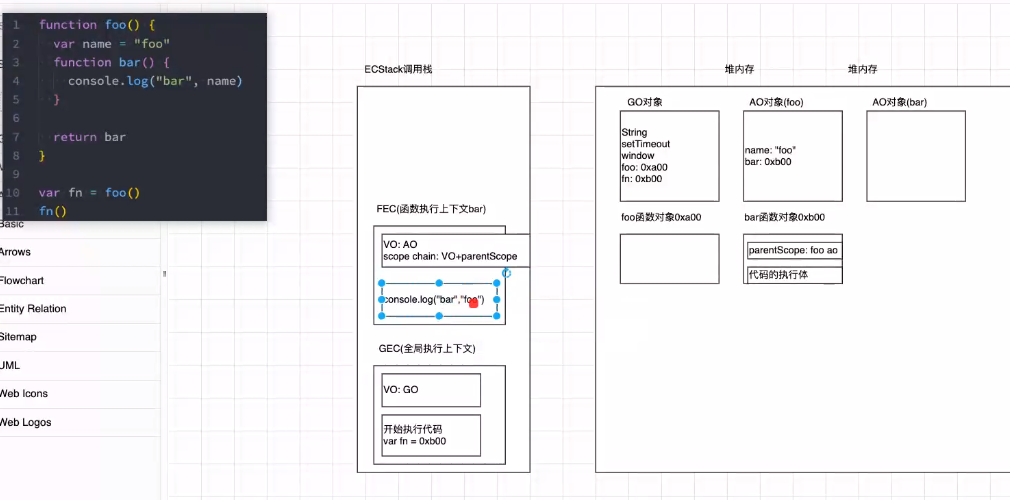 1 function foo() {
2 var name = "foo"
3 function bar() {
4 console.log("bar", name)
5 }
6
7 return bar
8 }
9
10 var fn = foo()
11 fn()
Basic
Arrows
Flowchart
Entity Relation
Sitemap
UML
Web Icons
Web Logos
ECStack调用栈
FEC(函数执行上下文bar)
VO: AO
scope chain: VO+parentScope
console.log("bar","foo")
GEC(全局执行上下文)
VO: GO
开始执行代码
var fn = 0xb00
堆内存
堆内存
GO对象
String
setTimeout
window
foo: 0xa00
fn: 0xb00
AO对象(foo)
name: "foo"
bar: 0xb00
AO对象(bar)
foo函数对象0xa00
bar函数对象0xb00
parentScope: foo ao
代码的执行体